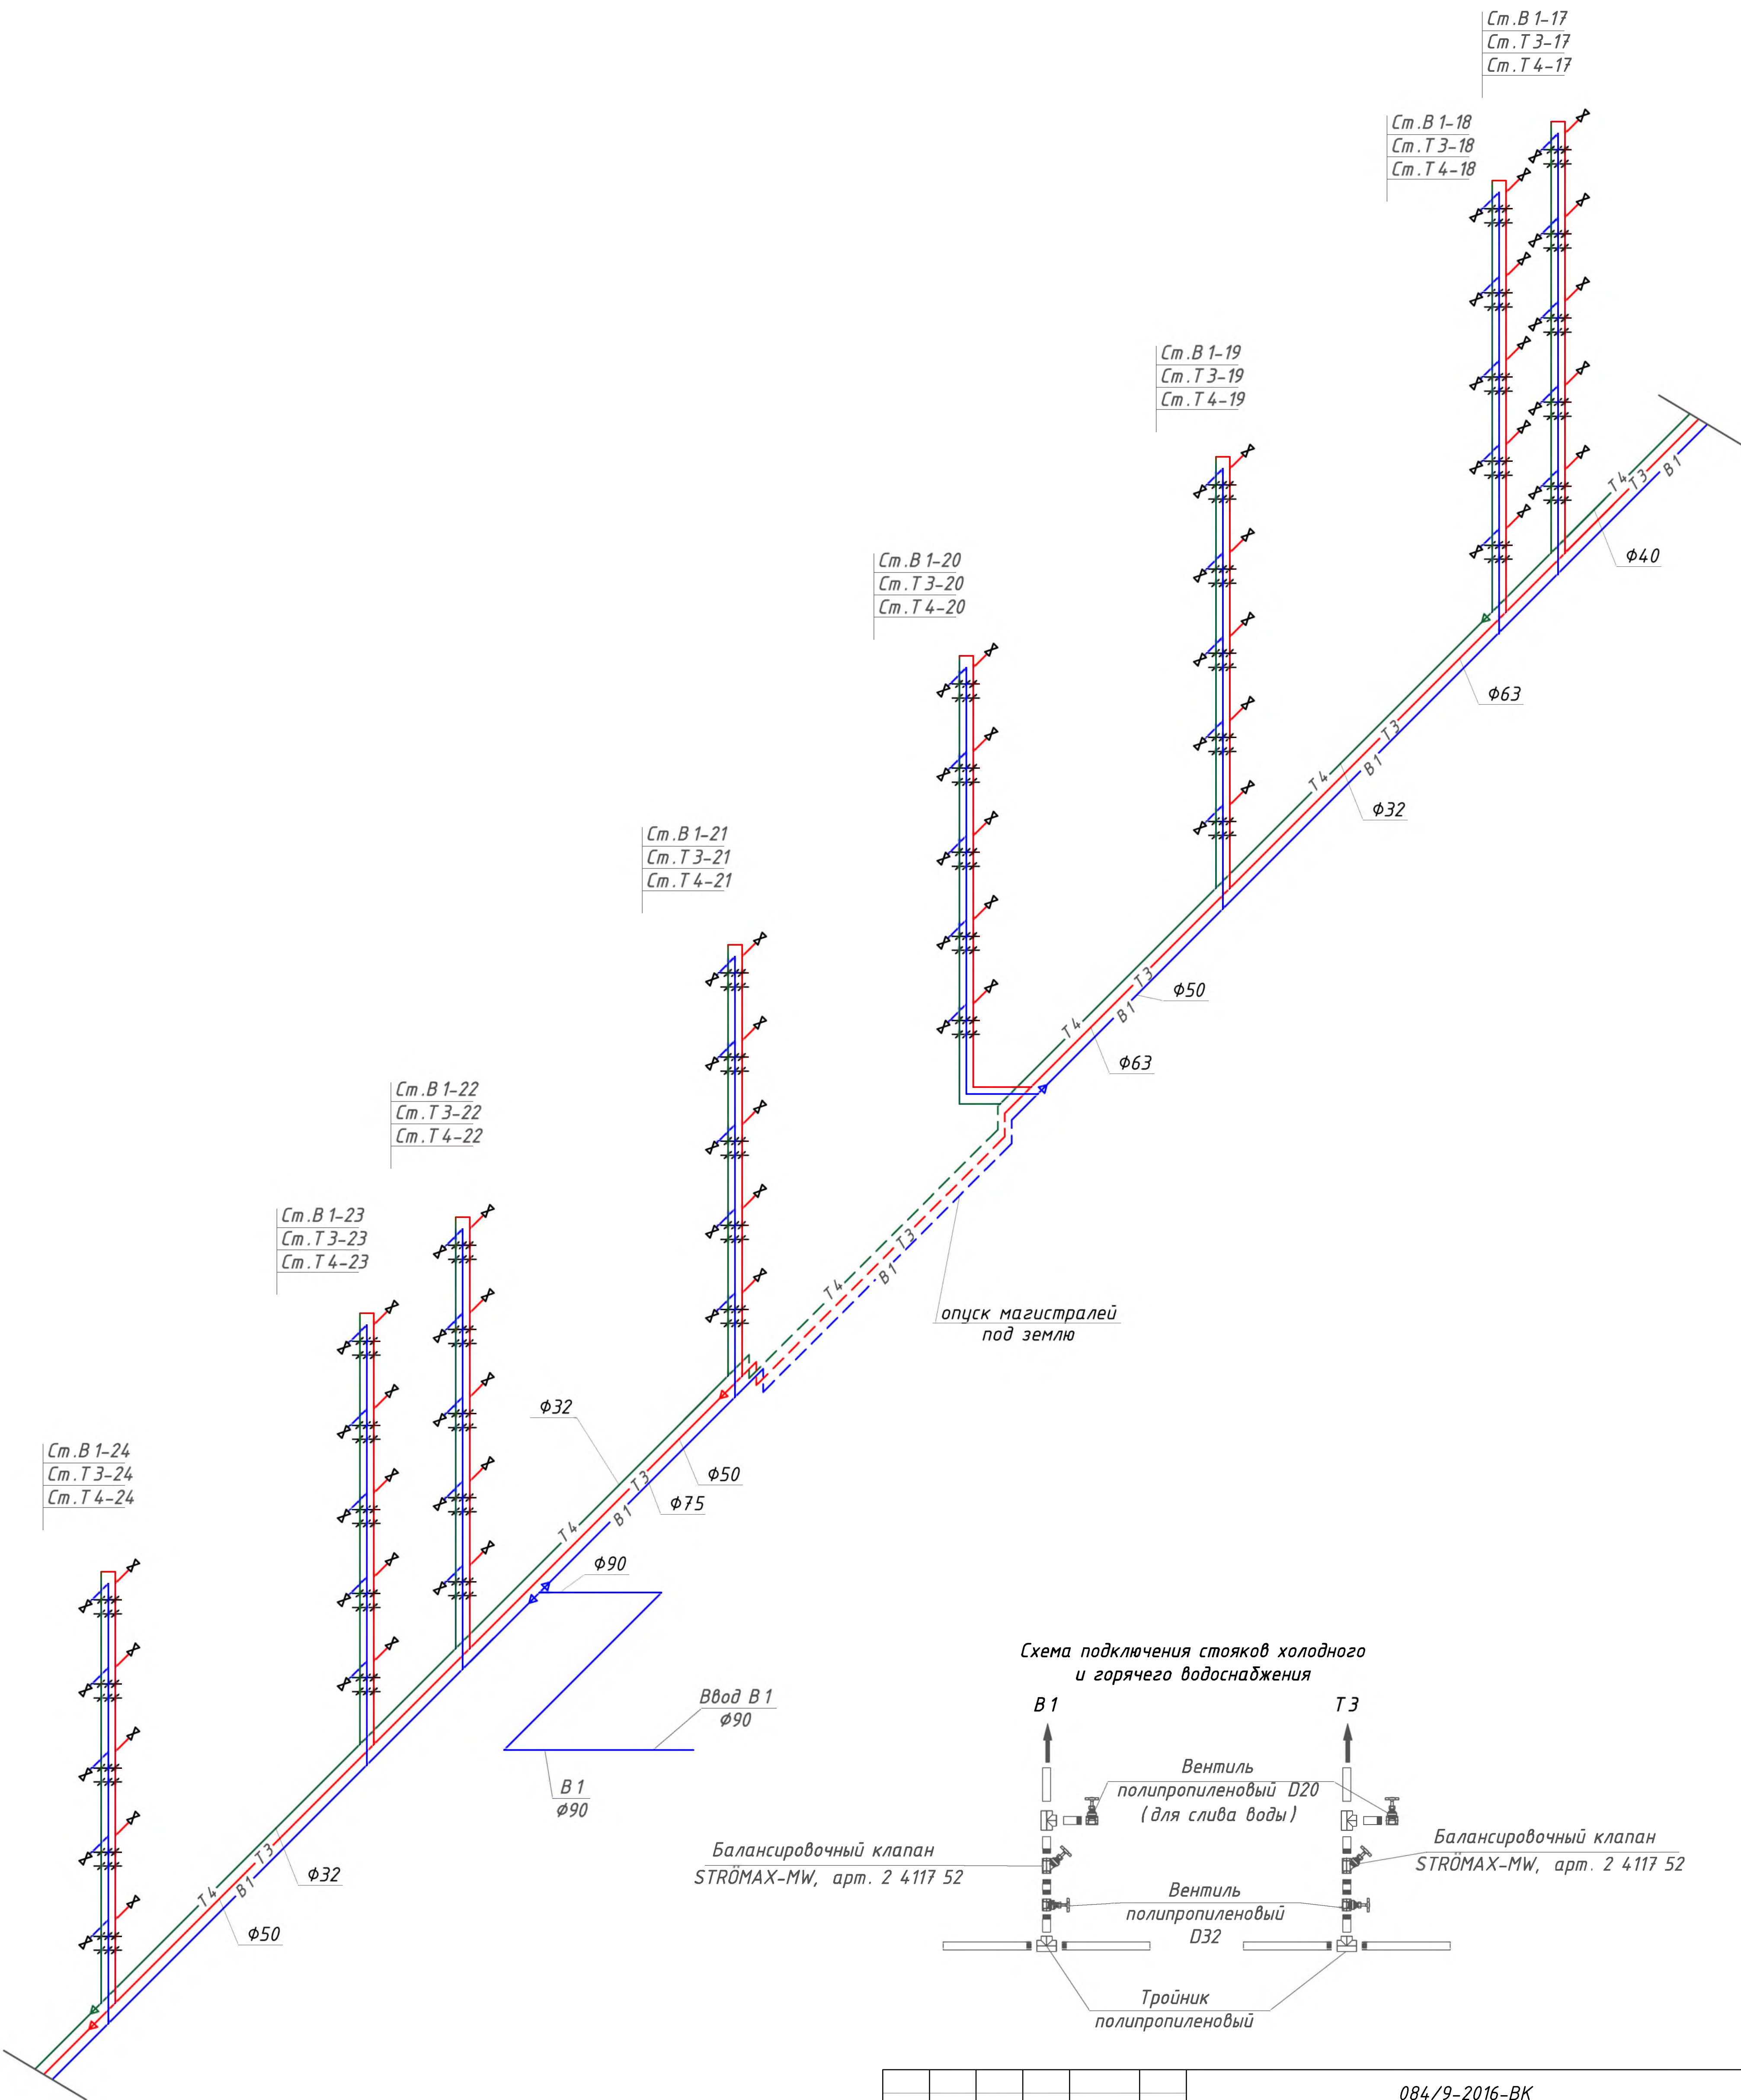 Ст.В1-17
Ст.Т3-17
Ст.Т4-17
Ст.В1-18
Ст.Т3-18
Ст.Т4-18
Ст.В1-19
Ст.Т3-19
Ст.Т4-19
Т4
Т3
В1
Ф40
Ст.В1-20
Ст.Т3-20
Ст.Т4-20
Ф63
Т3
В1
Т4
Ф32
Ст.В1-21
Ст.Т3-21
Ст.Т4-21
Т3
В1
Т4
Ф50
Ф63
Ст.В1-22
Ст.Т3-22
Ст.Т4-22
Ст.В1-23
Ст.Т3-23
Ст.Т4-23
Т3
В1
Т4
опуск магистралей
под землю
Ф32
Ст.В1-24
Ст.Т3-24
Ст.Т4-24
Ф50
Т3
Ф75
В1
Т4
Ф90
Ввод В1
Ф90
В1
Ф90
Т3
В1
Т4
Ф32
Ф50
Схема подключения стояков холодного
и горячего водоснабжения
В1
Т3
Вентиль
полипропиленовый D20
(для слива воды)
Балансировочный клапан
STRÖMAX-MW, арт. 2 4117 52
Балансировочный клапан
STRÖMAX-MW, арт. 2 4117 52
Вентиль
полипропиленовый
D32
Тройник
полипропиленовый
084/9-2016-ВК